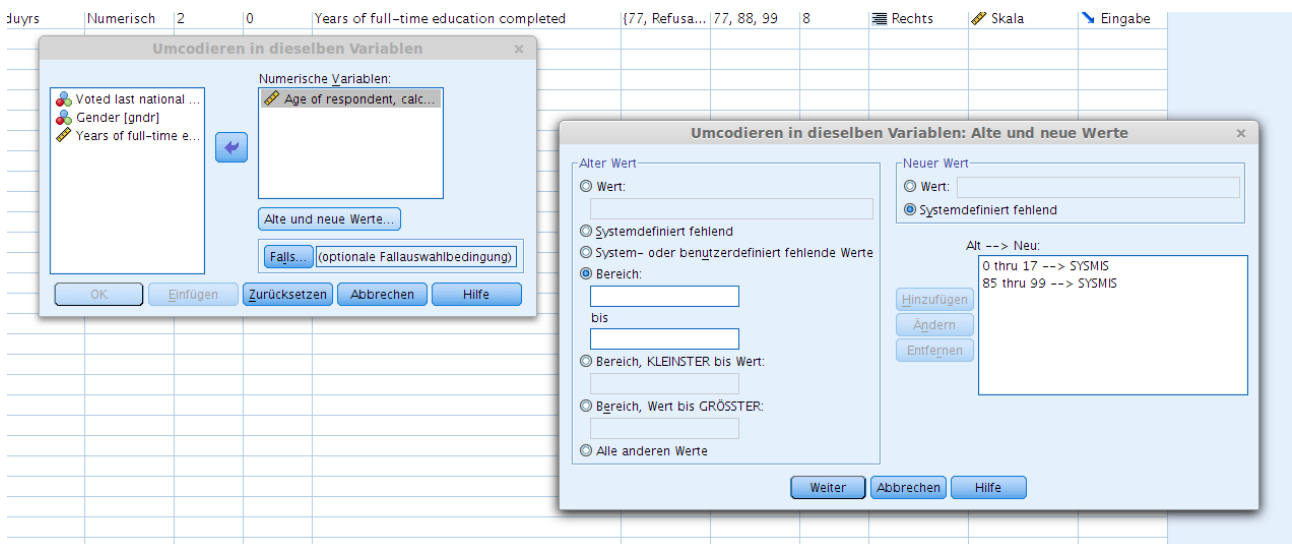 duyrs Numerisch 2 0 Years of full-time education completed {77, Refusa... 77, 88, 99 8 Rechts Skala Eingabe
Umcodieren in dieselben Variablen
Numerische Variablen:
Voted last national ...
Gender [gndr]
Years of full-time e...
Age of respondent, calc...
Alte und neue Werte...
Falls... (optionale Fallauswahlbedingung)
OK Einfügen Zurücksetzen Abbrechen Hilfe
Umcodieren in dieselben Variablen: Alte und neue Werte
Alter Wert
Wert:
Systemdefiniert fehlend
System- oder benutzerdefiniert fehlende Werte
Bereich:
bis
Bereich, KLEINSTER bis Wert:
Bereich, Wert bis GRÖSSTER:
Alle anderen Werte
Neuer Wert
Wert:
Systemdefiniert fehlend
Alt --> Neu:
0 thru 17 --> SYSMIS
85 thru 99 --> SYSMIS
Hinzufügen
Ändern
Entfernen
Weiter Abbrechen Hilfe